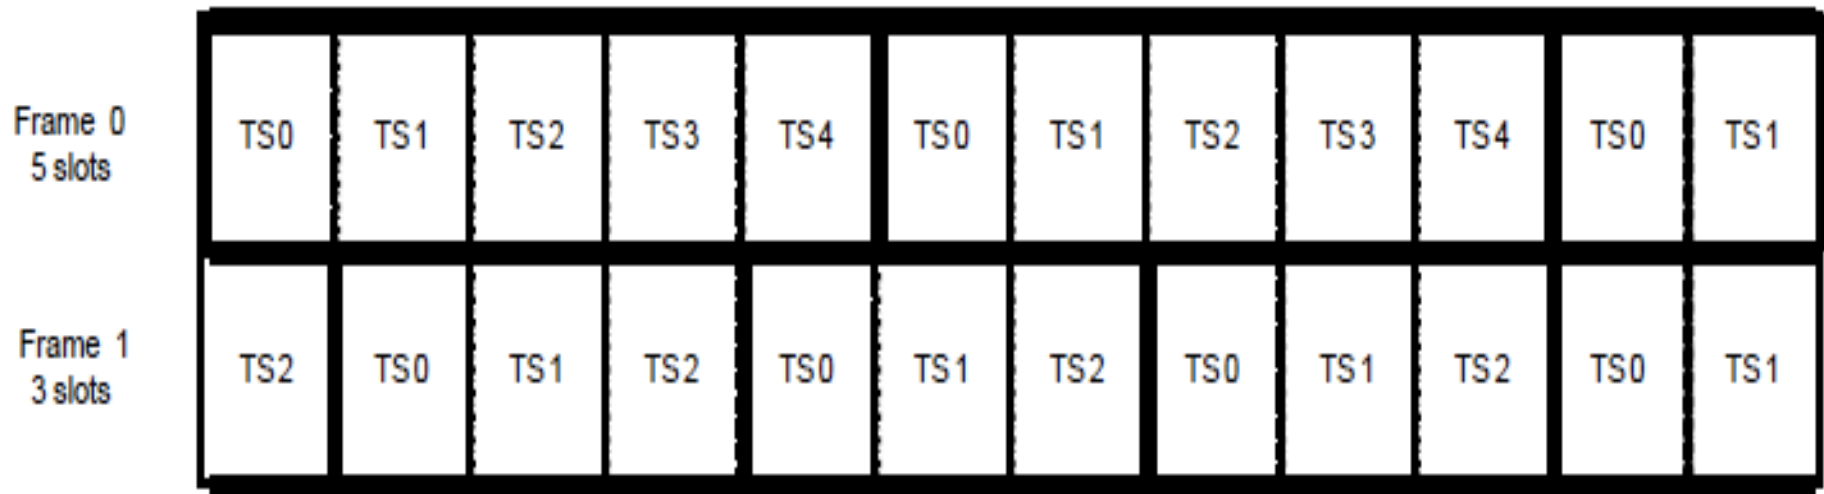 Frame 0
5 slots
TS0 TS1 TS2 TS3 TS4 TS0 TS1 TS2 TS3 TS4 TS0 TS1
Frame 1
3 slots
TS2 TS0 TS1 TS2 TS0 TS1 TS2 TS0 TS1 TS2 TS0 TS1